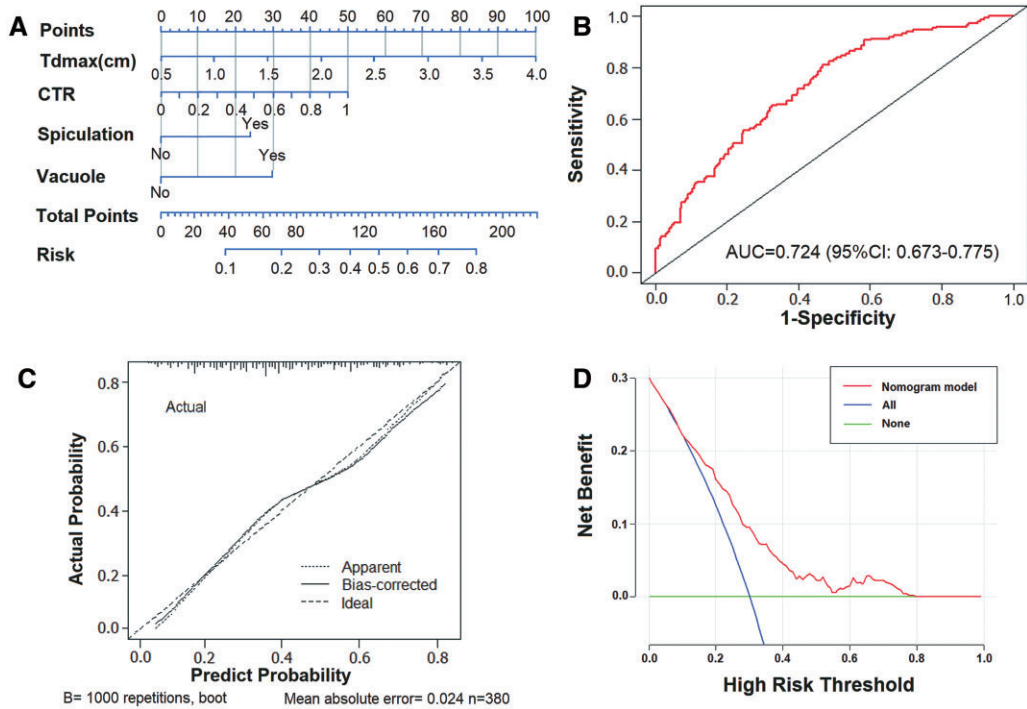 A
Points
0 10 20 30 40 50 60 70 80 90 100
Tdmax(cm)
0.5 1.0 1.5 2.0 2.5 3.0 3.5 4.0
CTR
0 0.2 0.4 0.6 0.8 1
Yes
Spiculation
No
Yes
Vacuole
No
Total Points
0 20 40 60 80 100 120 140 160 180 200
Risk
0.1 0.2 0.3 0.4 0.5 0.6 0.7 0.8
B
Sensitivity
1.0
0.8
0.6
0.4
0.2
0.0
AUC=0.724 (95%CI: 0.673-0.775)
0.0 0.2 0.4 0.6 0.8 1.0
1-Specificity
C
Actual Probability
0.8
0.6
0.4
0.2
0.0
Actual
Apparent
Bias-corrected
Ideal
0.0 0.2 0.4 0.6 0.8
Predict Probability
B= 1000 repetitions, boot Mean absolute error= 0.024 n=380
D
Net Benefit
0.3
0.2
0.1
0.0
Nomogram model
All
None
0.0 0.2 0.4 0.6 0.8 1.0
High Risk Threshold